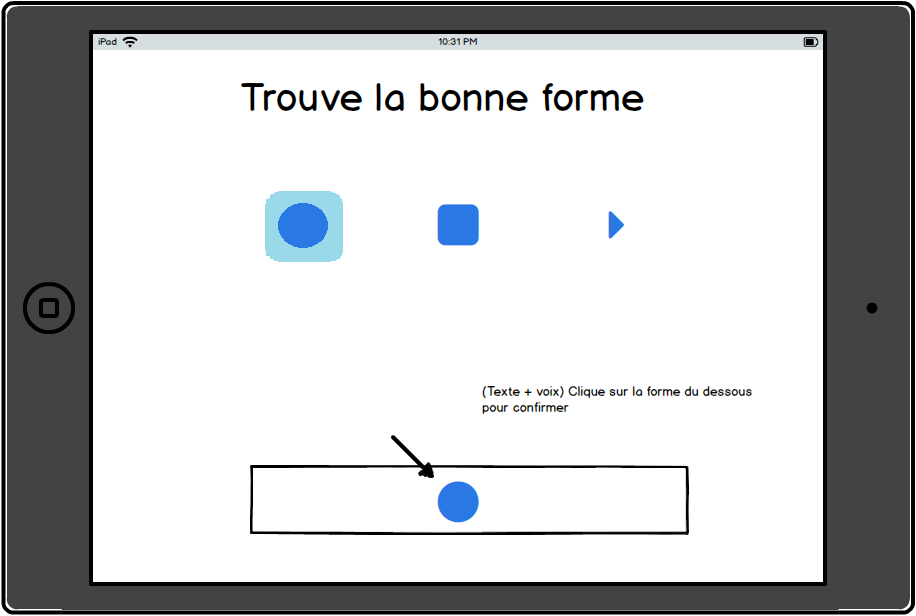 iPad 10:31 PM
Trouve la bonne forme
(Texte + voix) Clique sur la forme du dessous
pour confirmer